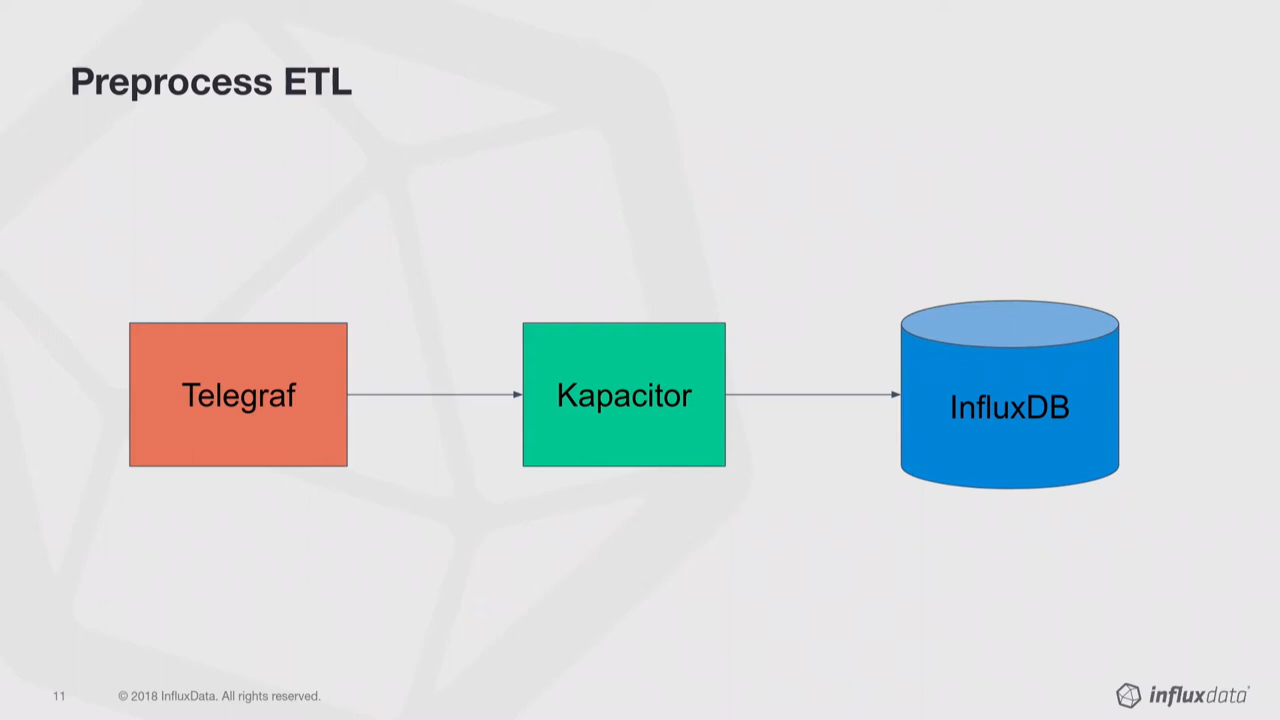 Preprocess ETL
Telegraf
Kapacitor
InfluxDB
11
© 2018 InfluxData. All rights reserved.
influxdata